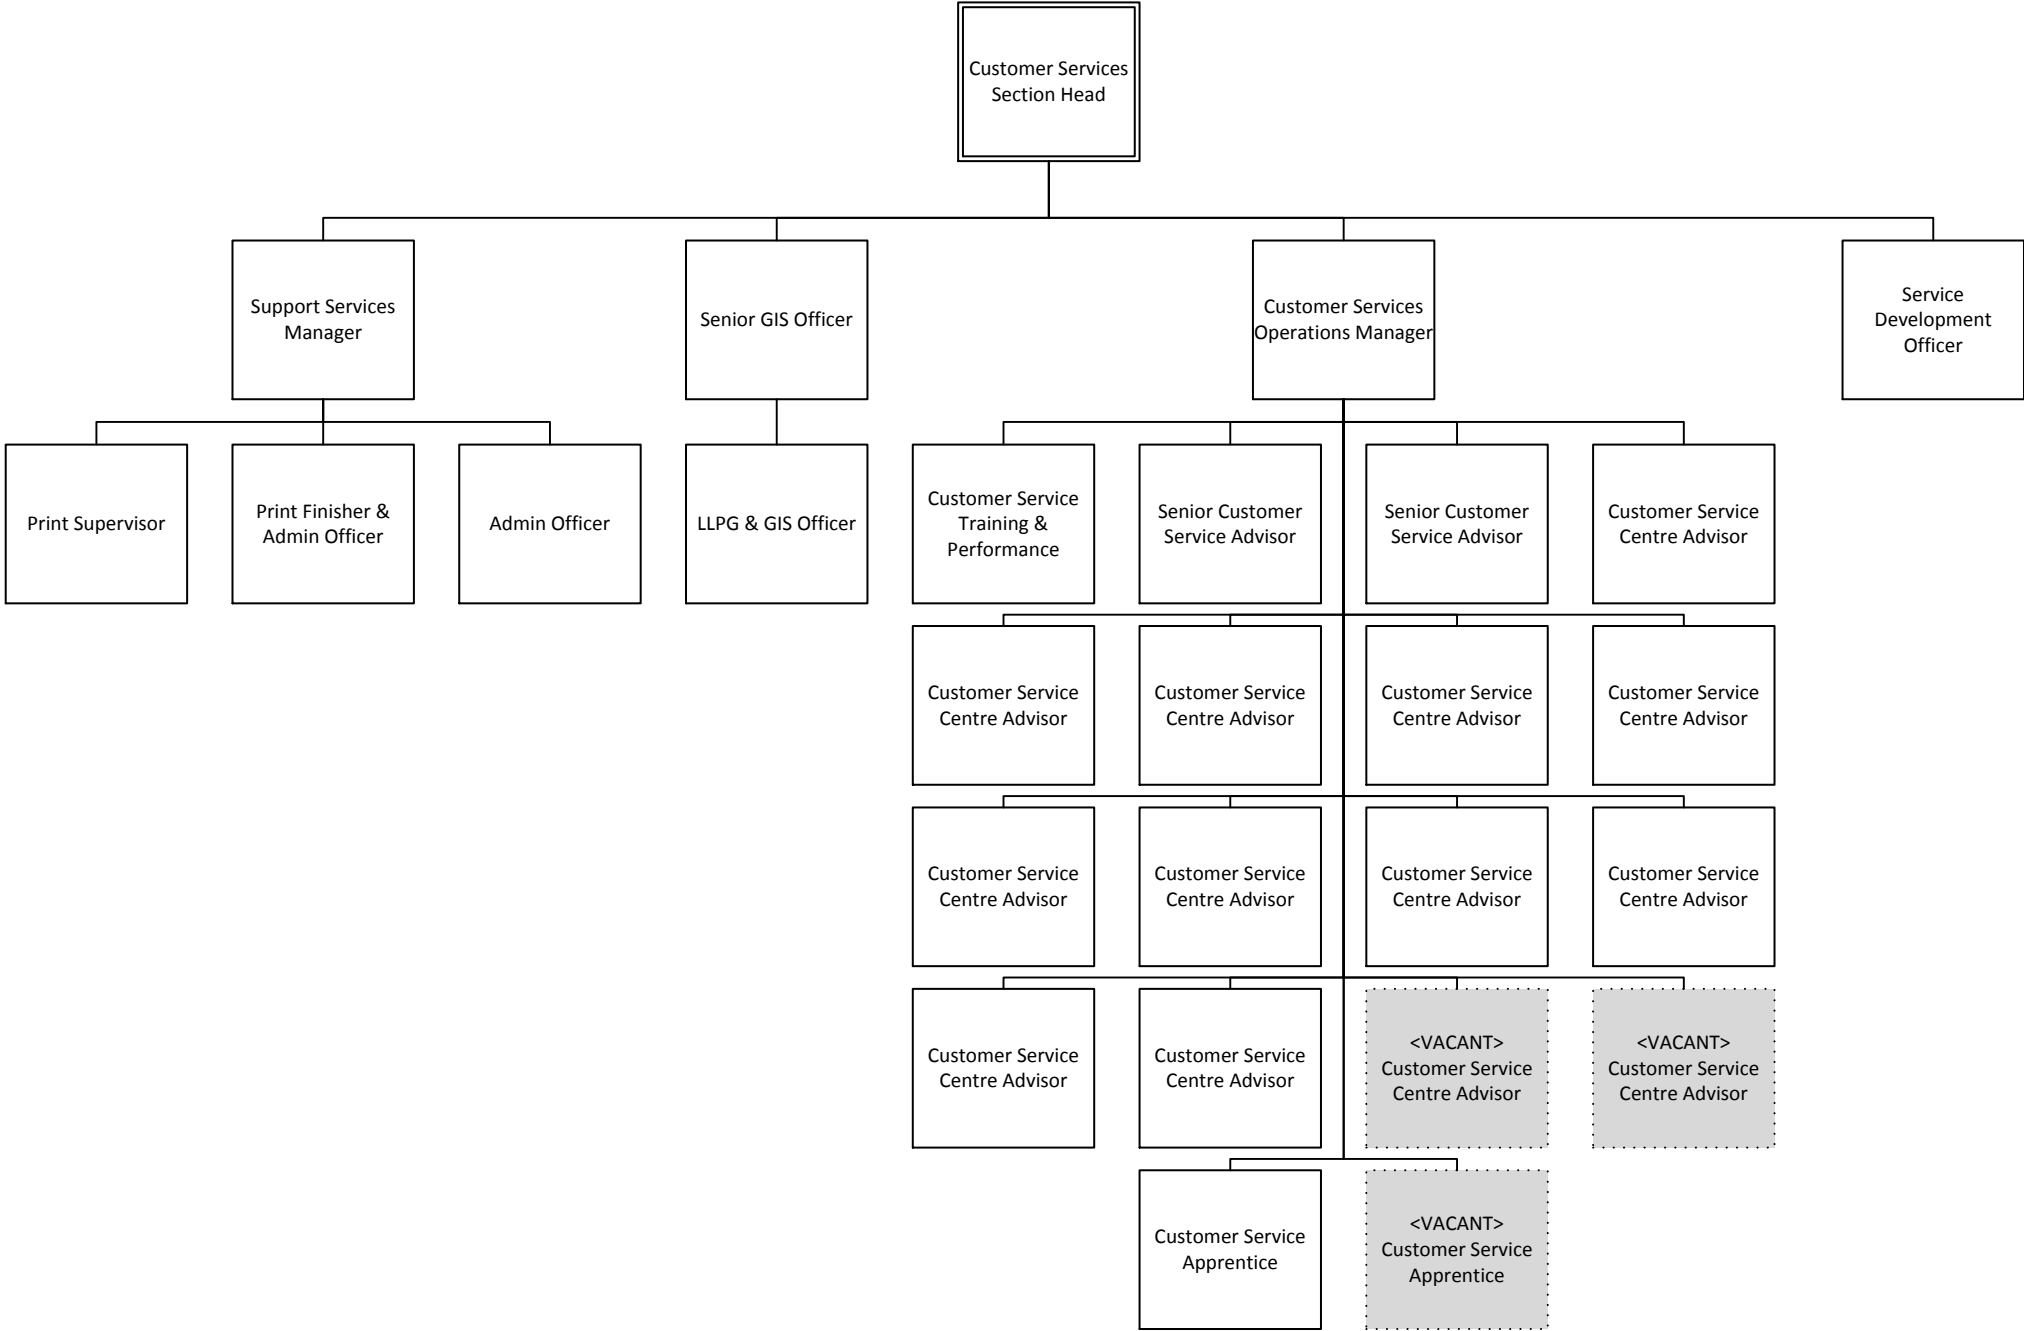 Customer Services
Section Head
Support Services
Manager
Senior GIS Officer
Customer Services
Operations Manager
Service
Development
Officer
Print Supervisor
Print Finisher &
Admin Officer
Admin Officer
LLPG & GIS Officer
Customer Service
Training &
Performance
Senior Customer
Service Advisor
Senior Customer
Service Advisor
Customer Service
Centre Advisor
Customer Service
Centre Advisor
Customer Service
Centre Advisor
Customer Service
Centre Advisor
Customer Service
Centre Advisor
Customer Service
Centre Advisor
Customer Service
Centre Advisor
Customer Service
Centre Advisor
Customer Service
Centre Advisor
Customer Service
Centre Advisor
Customer Service
Centre Advisor
<VACANT>
Customer Service
Centre Advisor
<VACANT>
Customer Service
Centre Advisor
Customer Service
Apprentice
<VACANT>
Customer Service
Apprentice